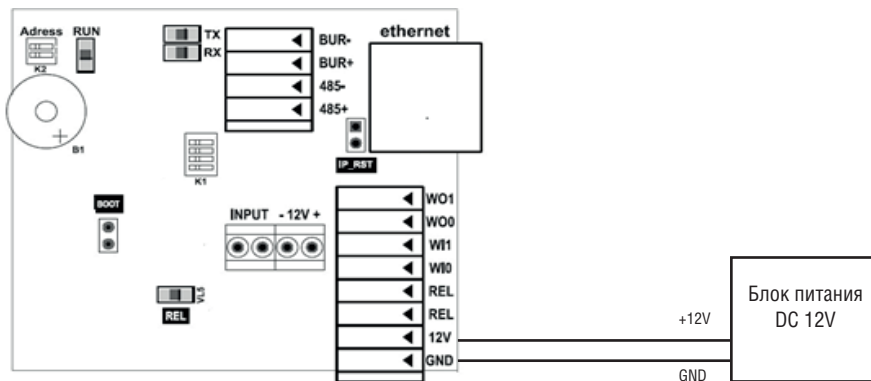 Adress RUN
K2
TX
RX
BUR-
BUR+
485-
485+
ethernet
B1
K1
IP_RST
BOOT
INPUT - 12V +
WO1
WO0
WI1
WI0
REL
REL
12V
GND
VL5
REL
+12V
GND
Блок питания
DC 12V